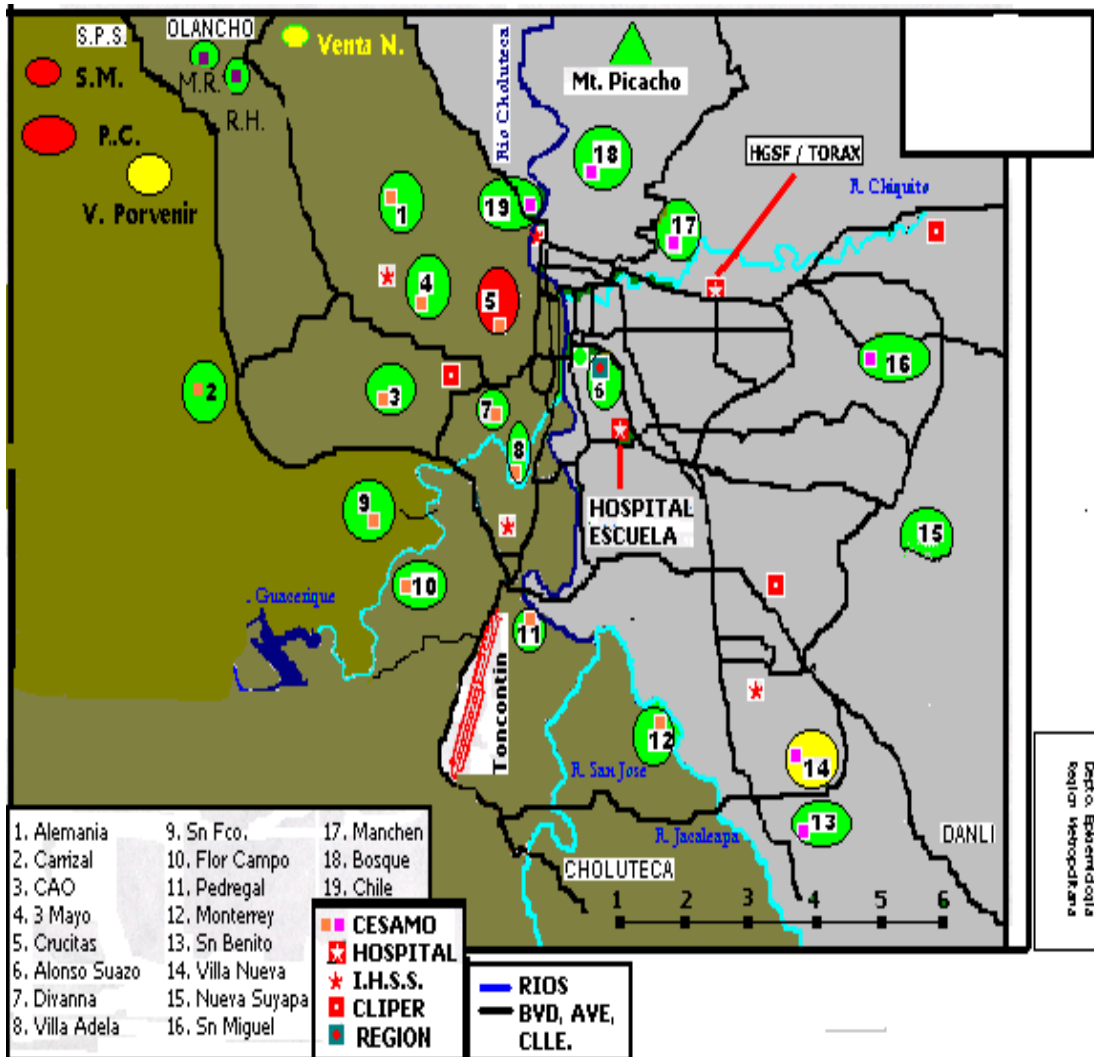 S.P.S.
OLANCHO
Venta N.
S.M.
M.R.
R.H.
P.C.
V. Porvenir
Rio Choluteca
Mt. Picacho
HGSF / TORAX
R. Chiquito
18
19
1
17
4
5
16
2
3
6
7
8
9
HOSPITAL
ESCUELA
15
10
. Guacerique
11
Toncontin
12
R. San José
14
13
R. Jacaleapa
DANLI
CHOLUTECA
1 2 3 4 5 6
Depto. Epidemiologia
Region Metropolitana
1. Alemania
2. Carrizal
3. CAO
4. 3 Mayo
5. Crucitas
6. Alonso Suazo
7. Divanna
8. Villa Adela
9. Sn Fco.
10. Flor Campo
11. Pedregal
12. Monterrey
13. Sn Benito
14. Villa Nueva
15. Nueva Suyapa
16. Sn Miguel
17. Manchen
18. Bosque
19. Chile
CESAMO
HOSPITAL
I.H.S.S.
CLIPER
REGION
RIOS
BVD, AVE,
CLLE.